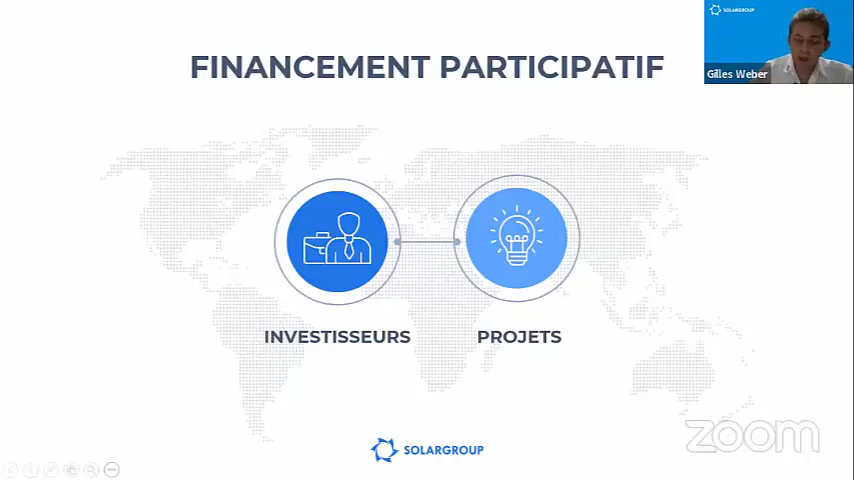 SOLARGROUP
Gilles Weber
FINANCEMENT PARTICIPATIF
INVESTISSEURS
PROJETS
SOLARGROUP
zoom